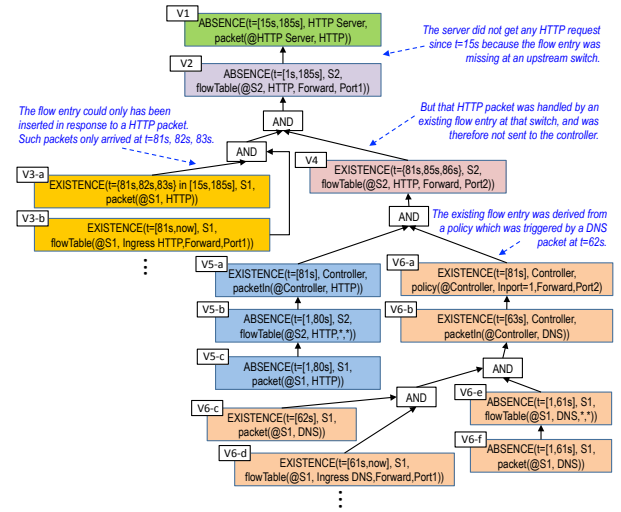 V1
ABSENCE(t=[15s,185s], HTTP Server,
packet(@HTTP Server, HTTP))
The server did not get any HTTP request
since t=15s because the flow entry was
missing at an upstream switch.
V2
ABSENCE(t=[1s,185s], S2,
flowTable(@S2, HTTP, Forward, Port1))
The flow entry could only has been
inserted in response to a HTTP packet.
Such packets only arrived at t=81s, 82s, 83s.
AND
But that HTTP packet was handled by an
existing flow entry at that switch, and was
therefore not sent to the controller.
AND
V3-a
EXISTENCE(t={81s,82s,83s} in [15s,185s], S1,
packet(@S1, HTTP))
V4
EXISTENCE(t={81s,85s,86s}, S2,
flowTable(@S2, HTTP, Forward, Port2))
V3-b
EXISTENCE(t=[81s,now], S1,
flowTable(@S1, Ingress HTTP,Forward,Port1))
AND
The existing flow entry was derived from
a policy which was triggered by a DNS
packet at t=62s.
V5-a
EXISTENCE(t=[81s], Controller,
packetIn(@Controller, HTTP))
V6-a
EXISTENCE(t=[81s], Controller,
policy(@Controller, Inport=1,Forward,Port2)
V5-b
ABSENCE(t=[1,80s], S2,
flowTable(@S2, HTTP,*,*))
V6-b
EXISTENCE(t=[63s], Controller,
packetIn(@Controller, DNS))
V5-c
ABSENCE(t=[1,80s], S1,
packet(@S1, HTTP))
AND
AND
V6-c
EXISTENCE(t=[62s], S1,
packet(@S1, DNS))
V6-e
ABSENCE(t=[1,61s], S1,
flowTable(@S1, DNS,*,*))
V6-d
EXISTENCE(t=[61s,now], S1,
flowTable(@S1, Ingress DNS,Forward,Port1))
V6-f
ABSENCE(t=[1,61s], S1,
packet(@S1, DNS))